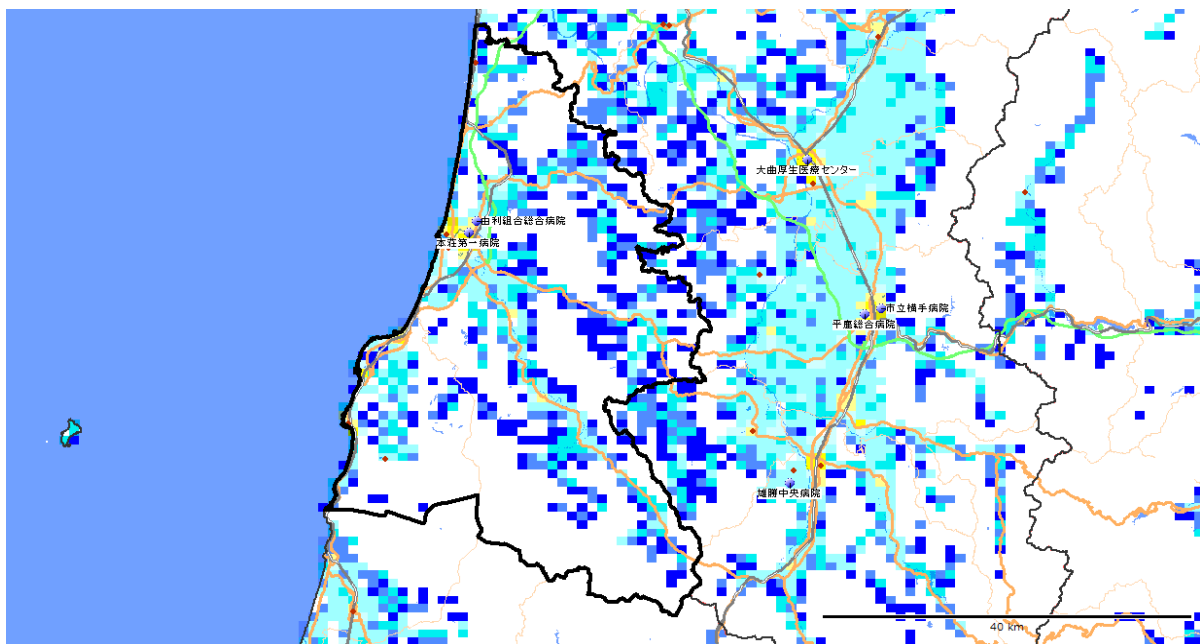 大曲厚生医療センター
由利組合総合病院
本荘第一病院
市立横手病院
平鹿総合病院
雄勝中央病院
40 km